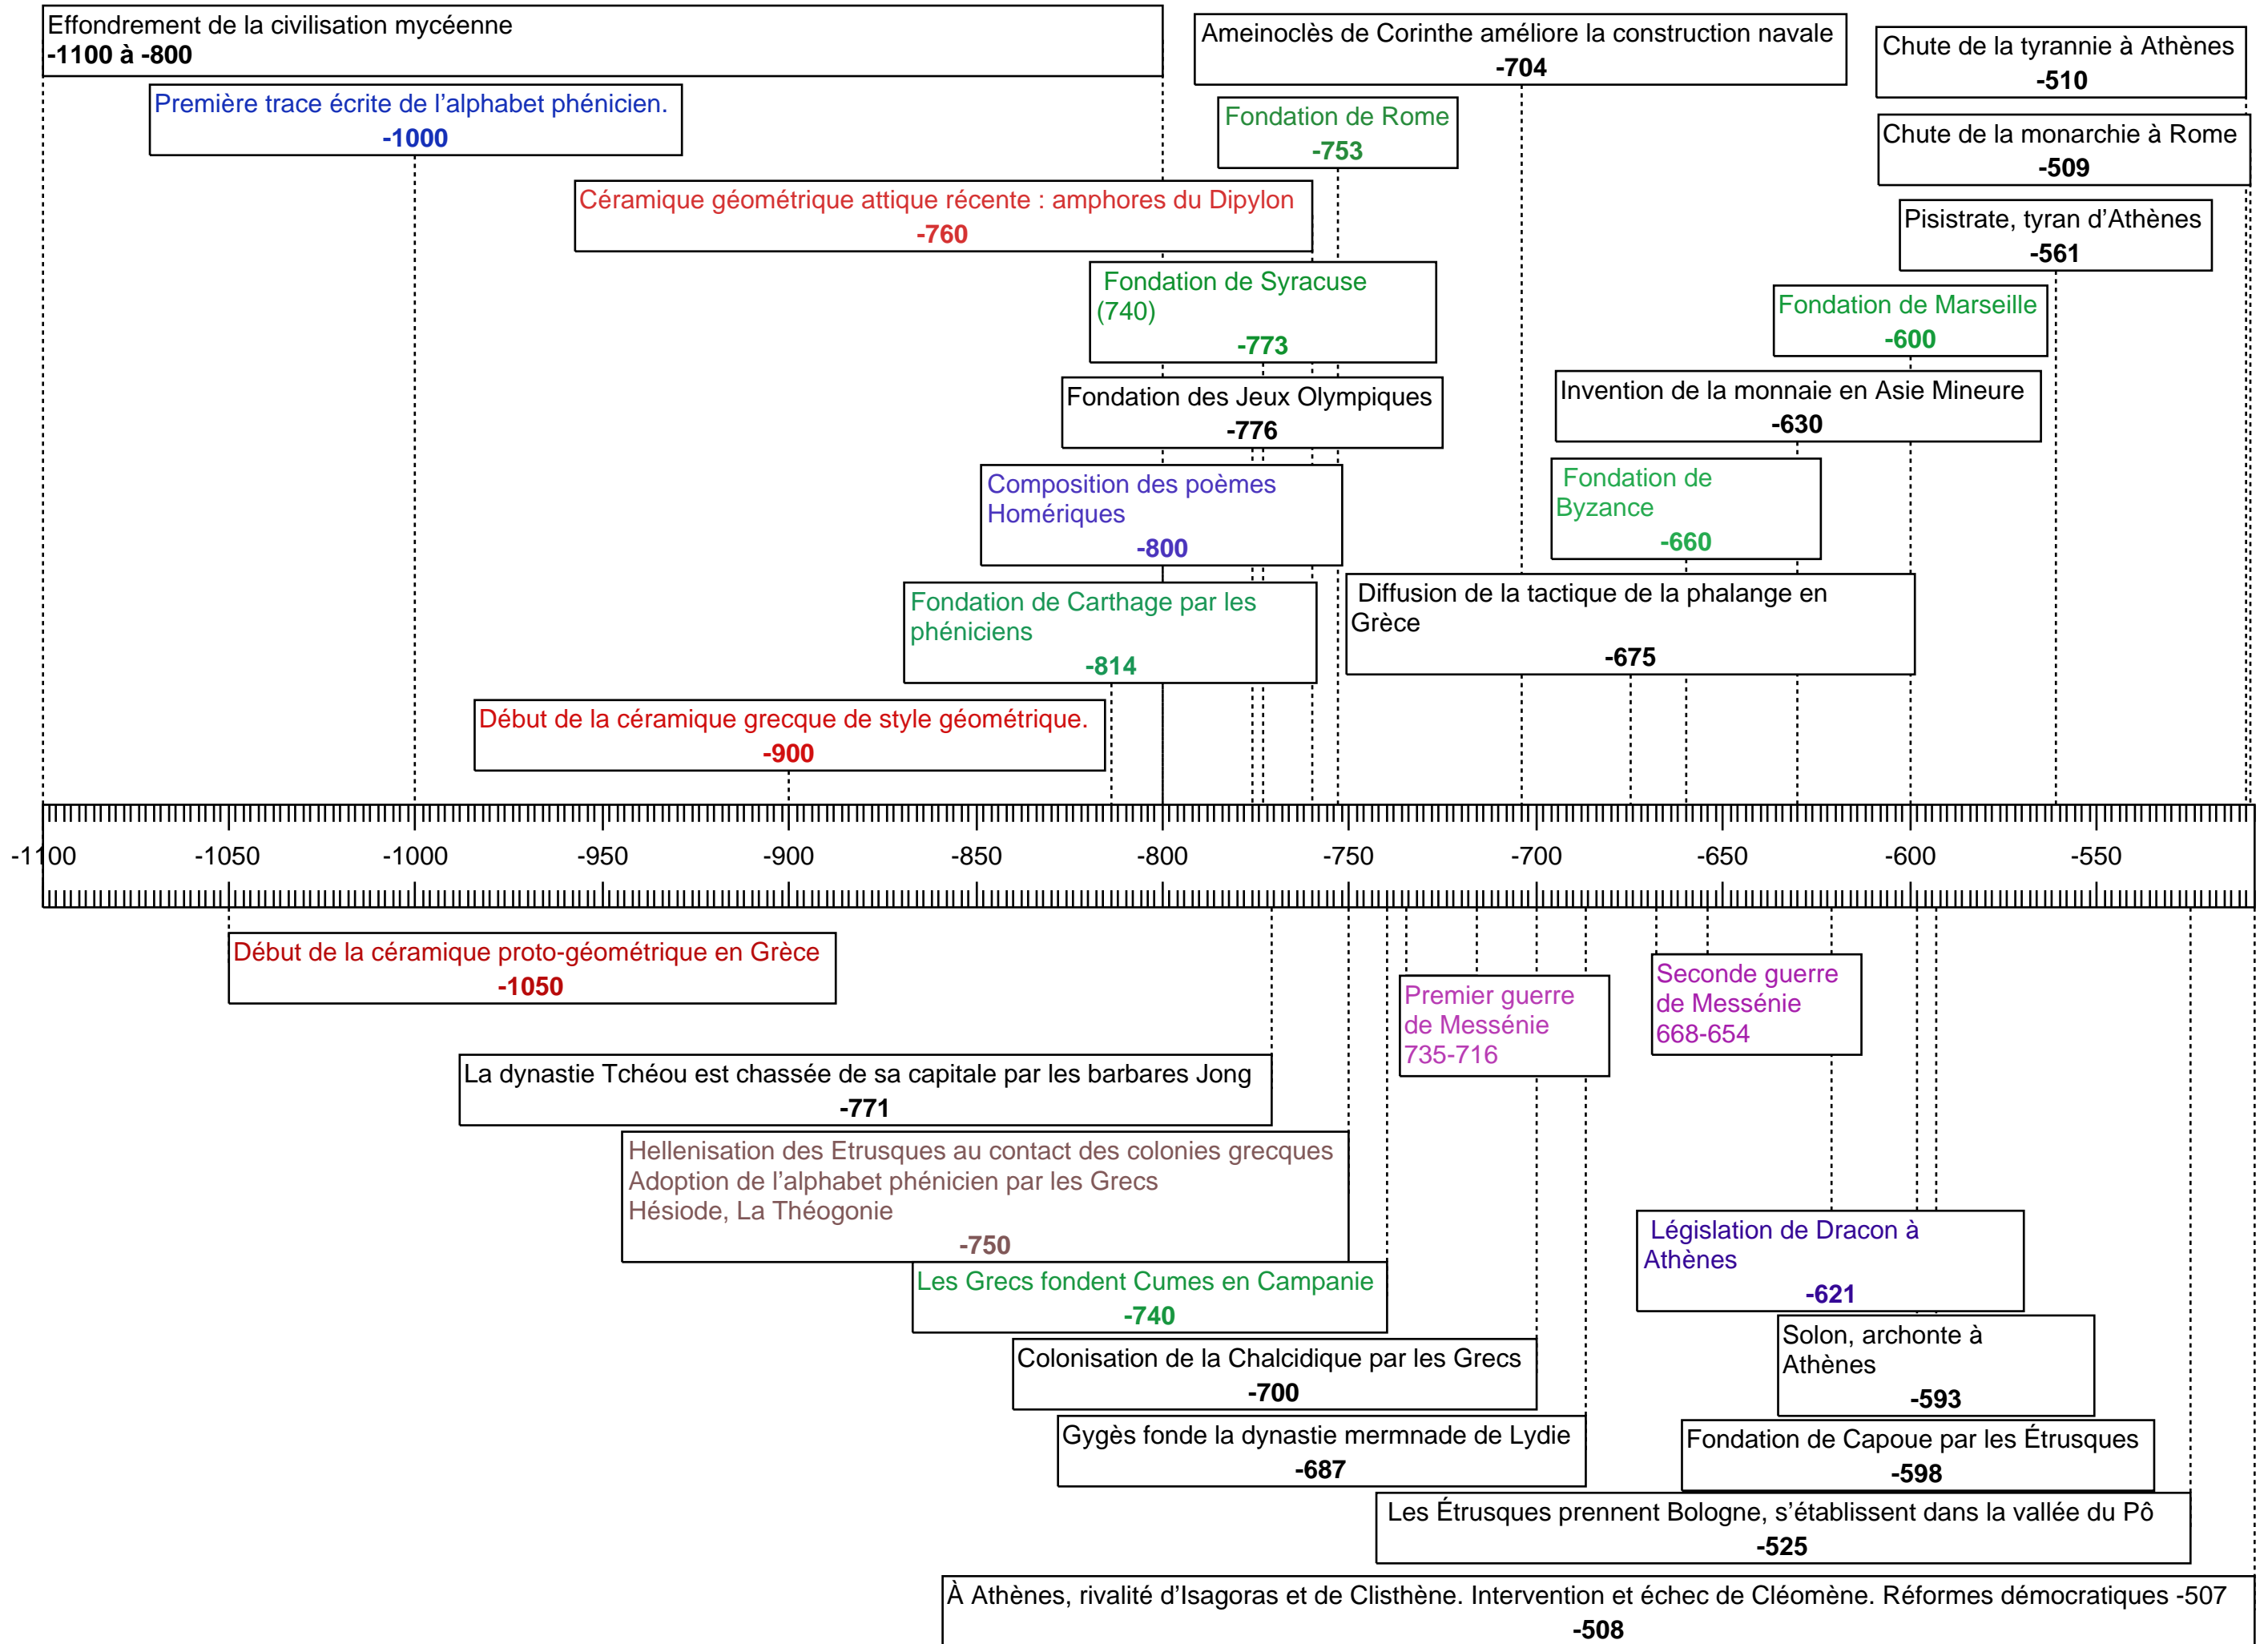 Effondrement de la civilisation mycéenne
-1100 à -800
Ameinoclès de Corinthe améliore la construction navale
-704
Chute de la tyrannie à Athènes
-510
Première trace écrite de l’alphabet phénicien.
-1000
Fondation de Rome
-753
Chute de la monarchie à Rome
-509
Céramique géométrique attique récente : amphores du Dipylon
-760
Pisistrate, tyran d’Athènes
-561
Fondation de Syracuse
(740)
-773
Fondation de Marseille
-600
Fondation des Jeux Olympiques
-776
Invention de la monnaie en Asie Mineure
-630
Composition des poèmes
Homériques
-800
Fondation de
Byzance
-660
Fondation de Carthage par les
phéniciens
-814
Diffusion de la tactique de la phalange en
Grèce
-675
Début de la céramique grecque de style géométrique.
-900
-1100 -1050 -1000 -950 -900 -850 -800 -750 -700 -650 -600 -550
Début de la céramique proto-géométrique en Grèce
-1050
Premier guerre
de Messénie
735-716
Seconde guerre
de Messénie
668-654
La dynastie Tchéou est chassée de sa capitale par les barbares Jong
-771
Hellenisation des Etrusques au contact des colonies grecques
Adoption de l’alphabet phénicien par les Grecs
Hésiode, La Théogonie
-750
Législation de Dracon à
Athènes
-621
Les Grecs fondent Cumes en Campanie
-740
Solon, archonte à
Athènes
-593
Colonisation de la Chalcidique par les Grecs
-700
Gygès fonde la dynastie mermnade de Lydie
-687
Fondation de Capoue par les Étrusques
-598
Les Étrusques prennent Bologne, s’établissent dans la vallée du Pô
-525
À Athènes, rivalité d’Isagoras et de Clisthène. Intervention et échec de Cléomène. Réformes démocratiques -507
-508